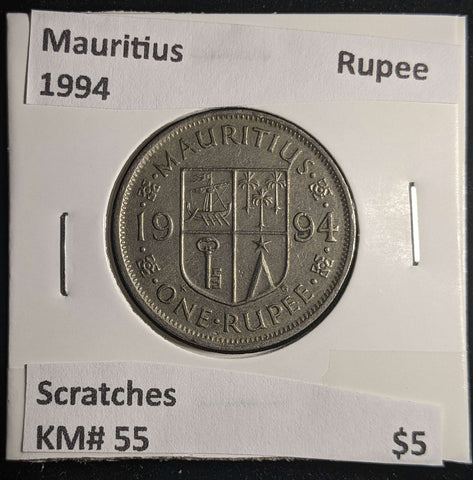 Mauritius Rupee
1994
MAURITIUS
19 94
ONE·RUPEE
Scratches
KM# 55 $5